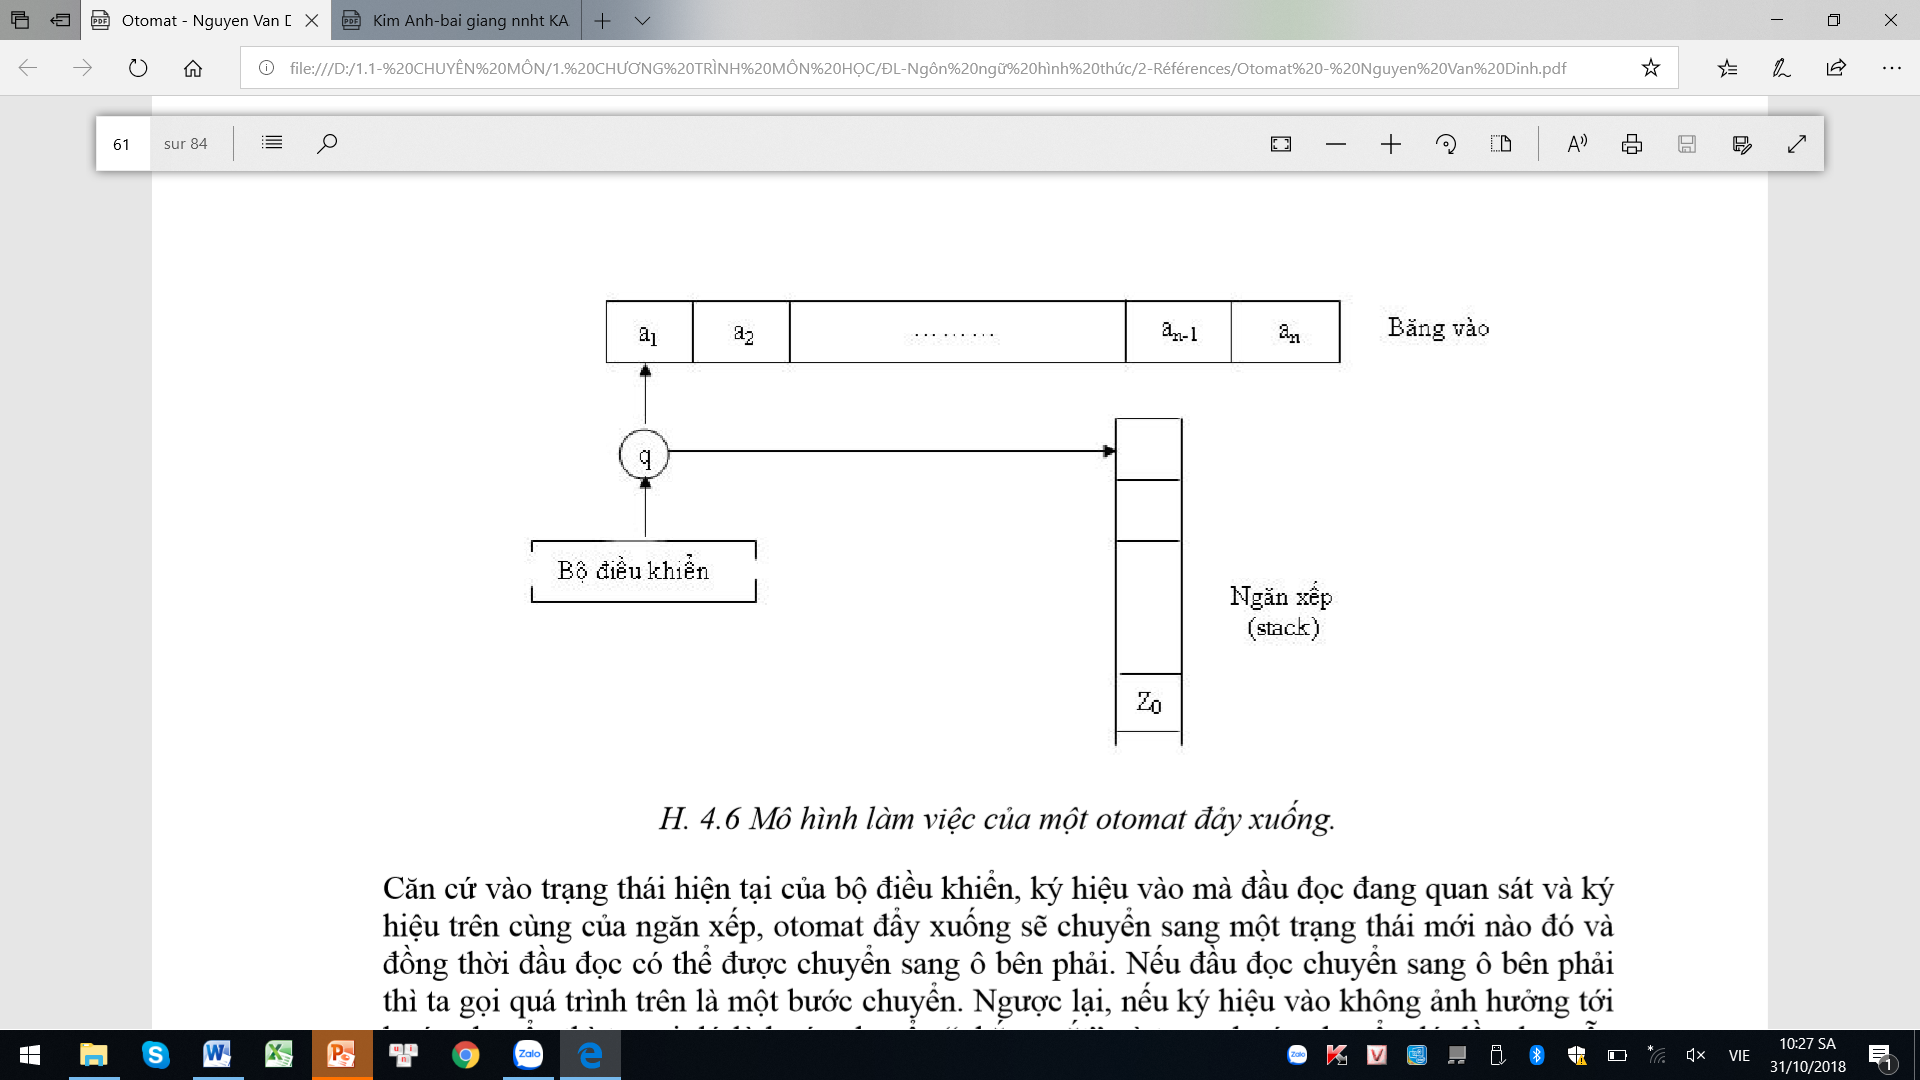 Otomat - Nguyen Van D
Kim Anh-bai giang nnht KA
file:///D:/1.1-%20CHUYÊN%20MÔN/1.%20CHƯƠNG%20TRÌNH%20MÔN%20HỌC/ĐL-Ngôn%20ngữ%20hình%20thức/2-Références/Otomat%20-%20Nguyen%20Van%20Dinh.pdf
61 sur 84
a1 a2 ......... an-1 an Băng vào
q
Bộ điều khiển
Ngăn xếp
(stack)
Z0
H. 4.6 Mô hình làm việc của một otomat đảy xuống.
Căn cứ vào trạng thái hiện tại của bộ điều khiển, ký hiệu vào mà đầu đọc đang quan sát và ký
hiệu trên cùng của ngăn xếp, otomat đẩy xuống sẽ chuyển sang một trạng thái mới nào đó và
đồng thời đầu đọc có thể được chuyển sang ô bên phải. Nếu đầu đọc chuyển sang ô bên phải
thì ta gọi quá trình trên là một bước chuyển. Ngược lại, nếu ký hiệu vào không ảnh hưởng tới
Zalo
VIE
10:27 SA
31/10/2018
1